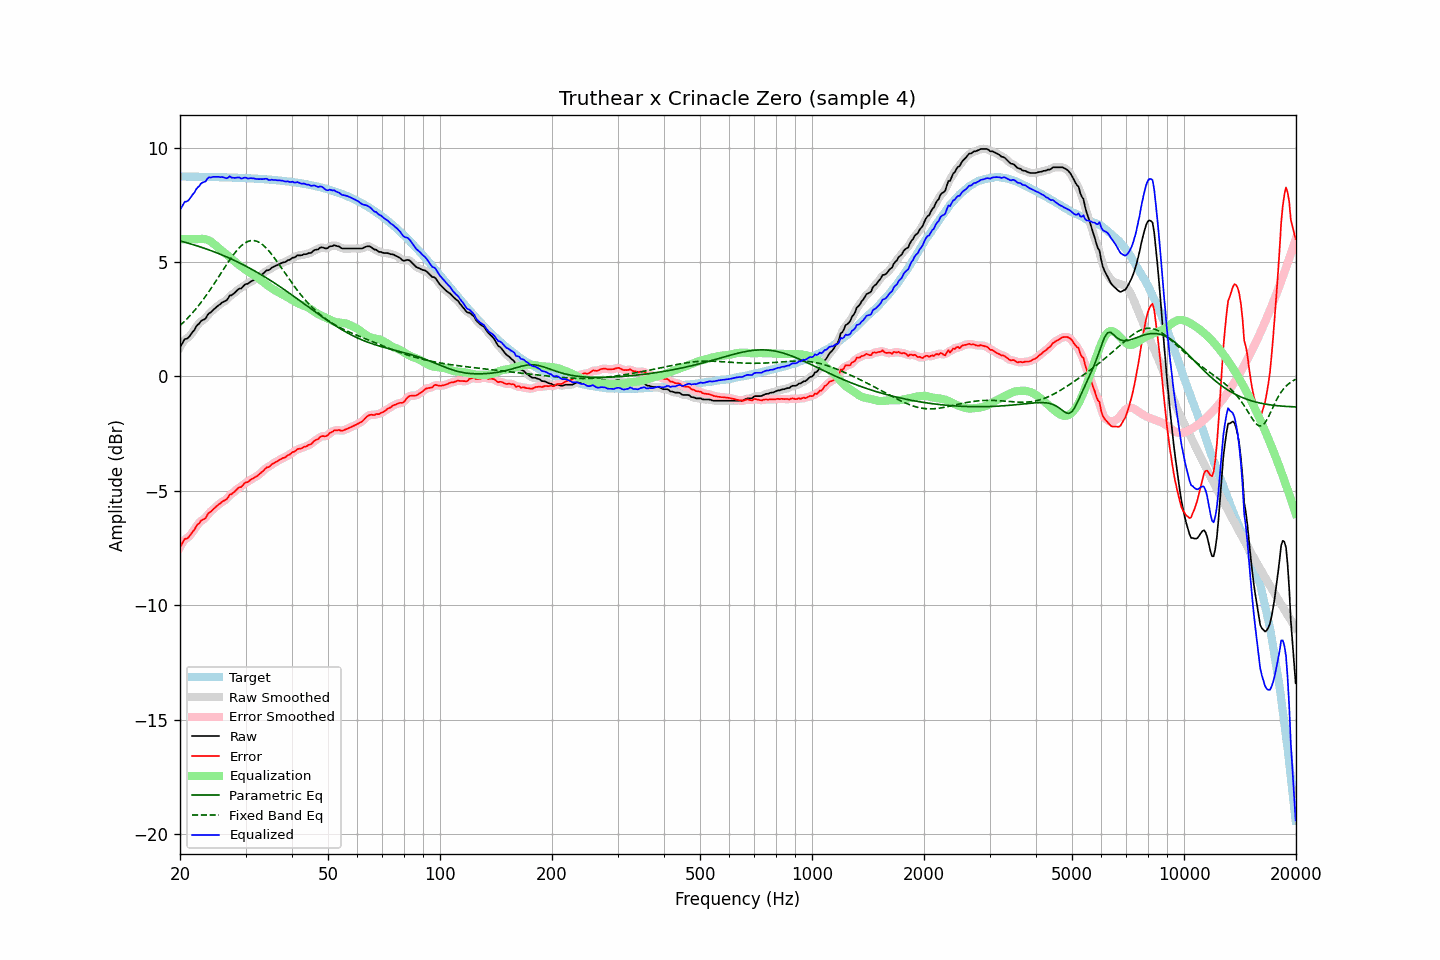 Truthear x Crinacle Zero (sample 4)
10
5
0
−5
−10
−15
−20
Amplitude (dBr)
Target
Raw Smoothed
Error Smoothed
Raw
Error
Equalization
Parametric Eq
Fixed Band Eq
Equalized
20 50 100 200 500 1000 2000 5000 10000 20000
Frequency (Hz)